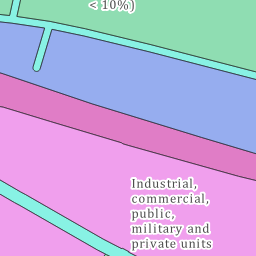 < 10%)
Industrial,
commercial,
public,
military and
private units